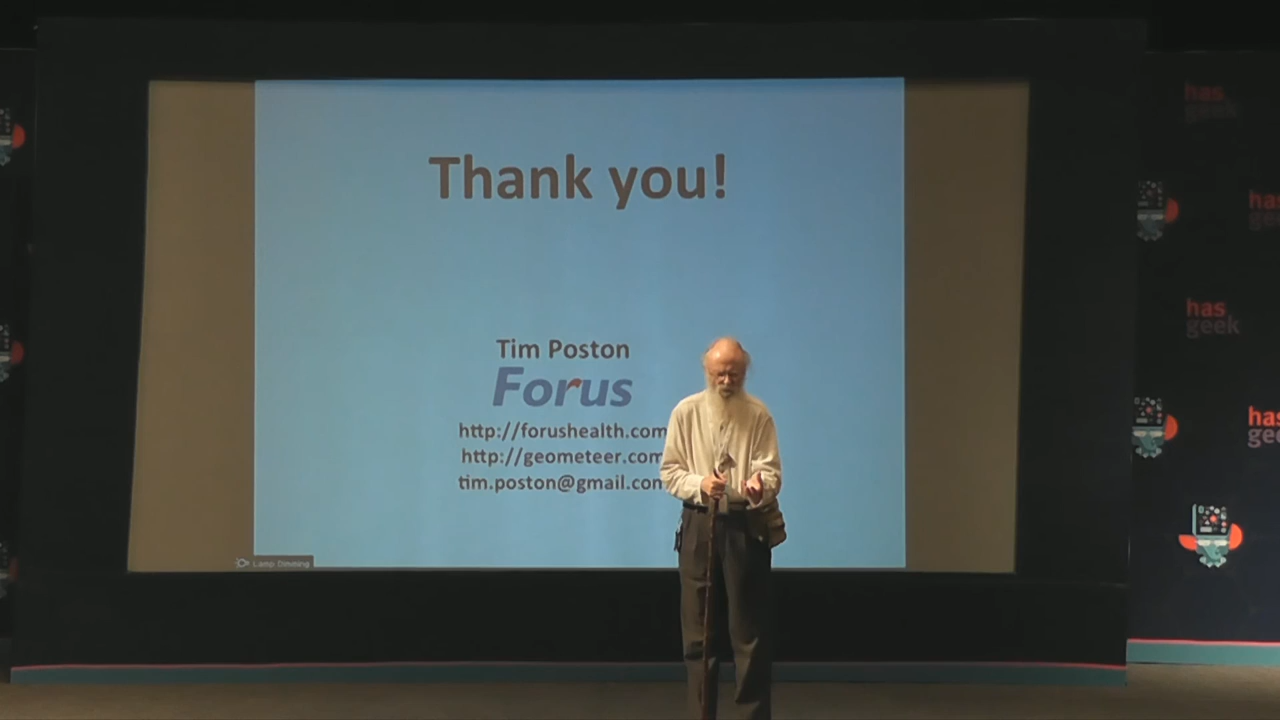 Thank you!
Tim Poston
Forus
http://forushealth.com
http://geometeer.com
tim.poston@gmail.com
Lamp Dimming
has
geek
has
has
geek
has